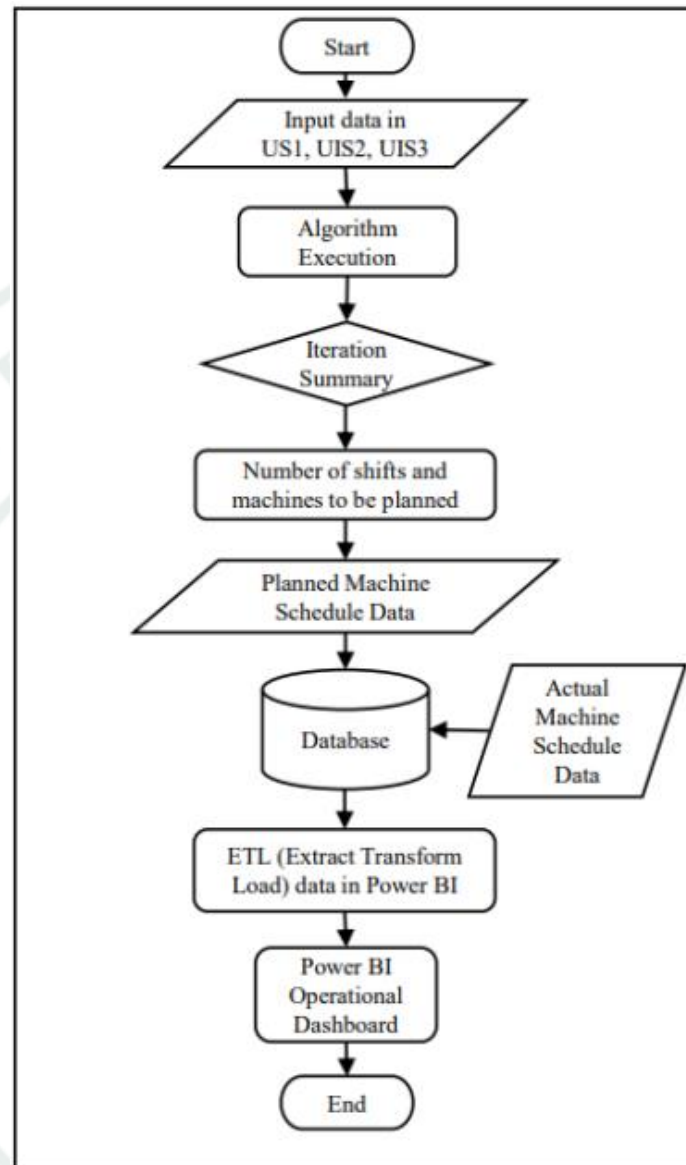 Start
Input data in
US1, UIS2, UIS3
Algorithm
Execution
Iteration
Summary
Number of shifts and
machines to be planned
Planned Machine
Schedule Data
Database
Actual
Machine
Schedule
Data
ETL (Extract Transform
Load) data in Power BI
Power BI
Operational
Dashboard
End